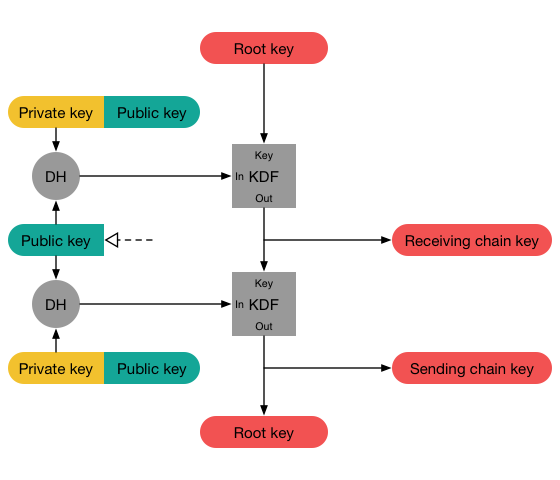 Root key
Private key Public key
Key
In KDF
Out
DH
Public key
Receiving chain key
Key
In KDF
Out
DH
Private key Public key
Sending chain key
Root key